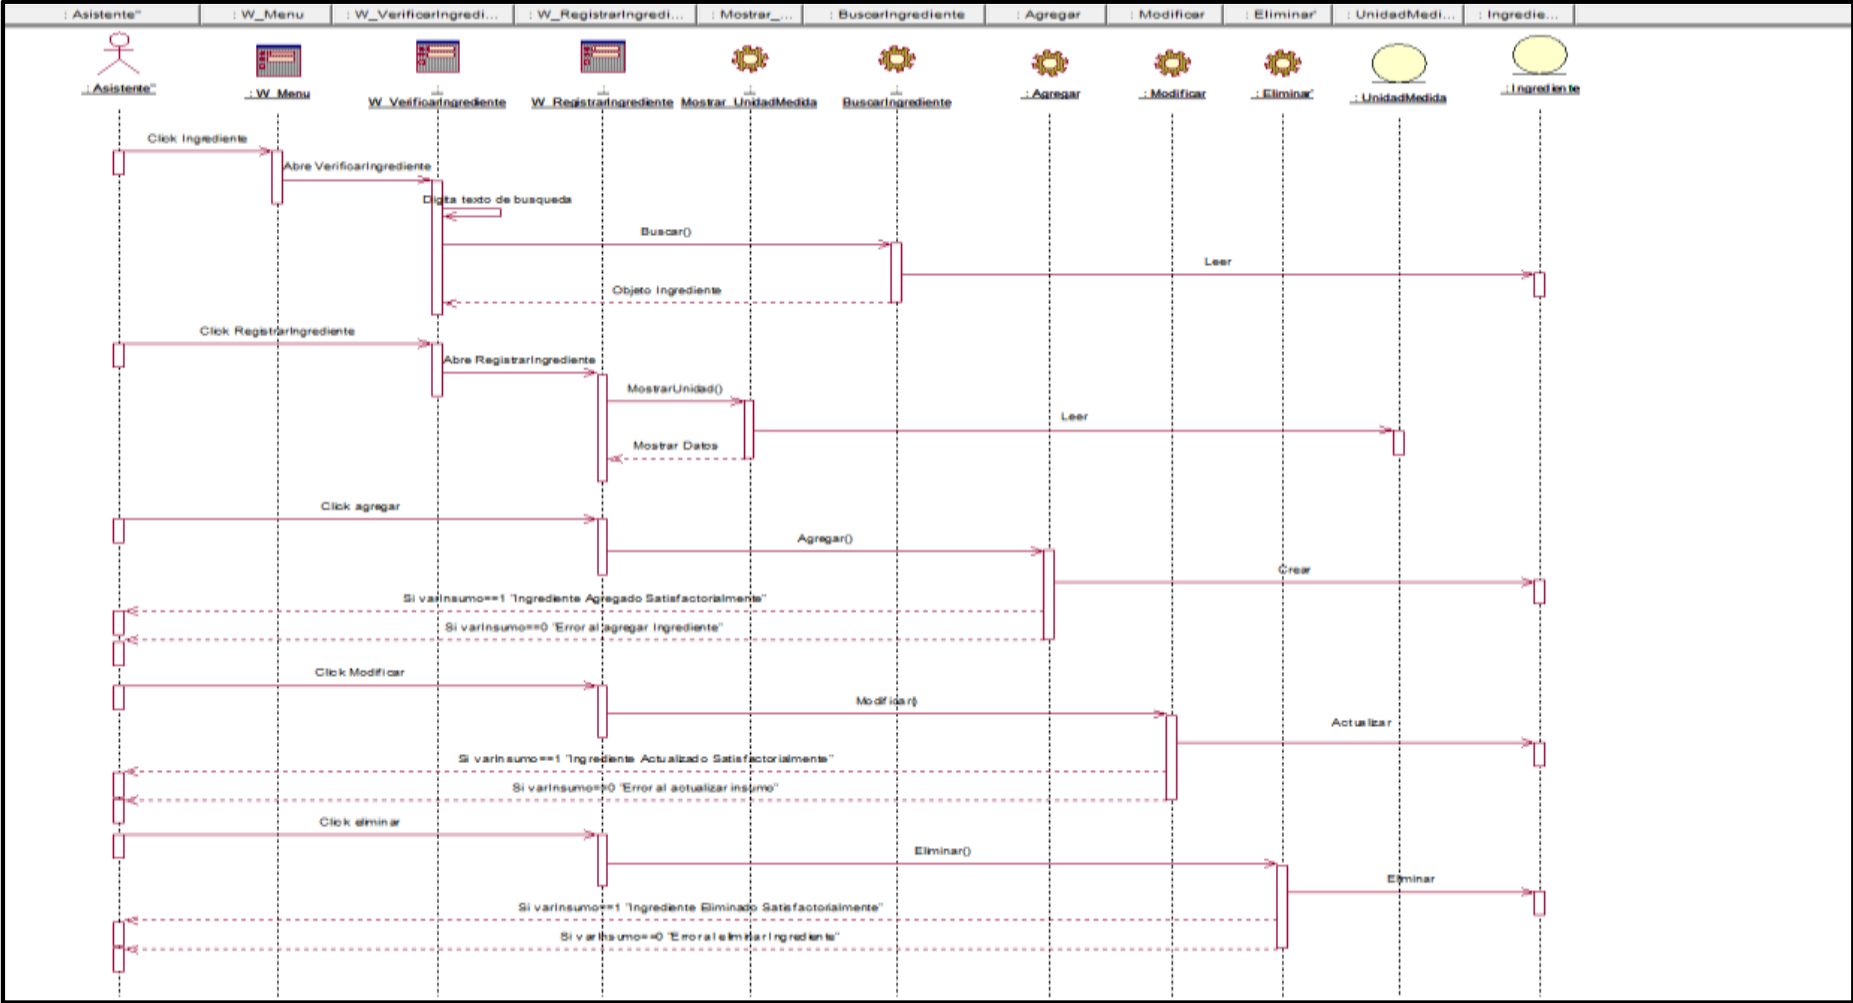 : Asistente" : W_Menu : W_VerificarIngredi... : W_RegistrarIngredi... : Mostrar_... : BuscarIngrediente : Agregar : Modificar : Eliminar' : UnidadMedi... : Ingredie...
: Asistente" : W_Menu W_VerificarIngrediente W_RegistrarIngrediente Mostrar_UnidadMedida BuscarIngrediente : Agregar : Modificar : Eliminar' : UnidadMedida : Ingrediente
Click Ingrediente
Abre VerificarIngrediente
Digita texto de busqueda
Buscar()
Leer
Objeto Ingrediente
Click RegistrarIngrediente
Abre RegistrarIngrediente
MostrarUnidad()
Leer
Mostrar Datos
Click agregar
Agregar()
Crear
Si varInsumo==1 "Ingrediente Agregado Satisfactorialmente"
Si varInsumo==0 "Error al agregar Ingrediente"
Click Modificar
Modificar()
Actualizar
Si varInsumo==1 "Ingrediente Actualizado Satisfactorialmente"
Si varInsumo==0 "Error al actualizar insumo"
Click eliminar
Eliminar()
Eliminar
Si varInsumo==1 "Ingrediente Eliminado Satisfactorialmente"
Si varInsumo==0 "Error al eliminar Ingrediente"